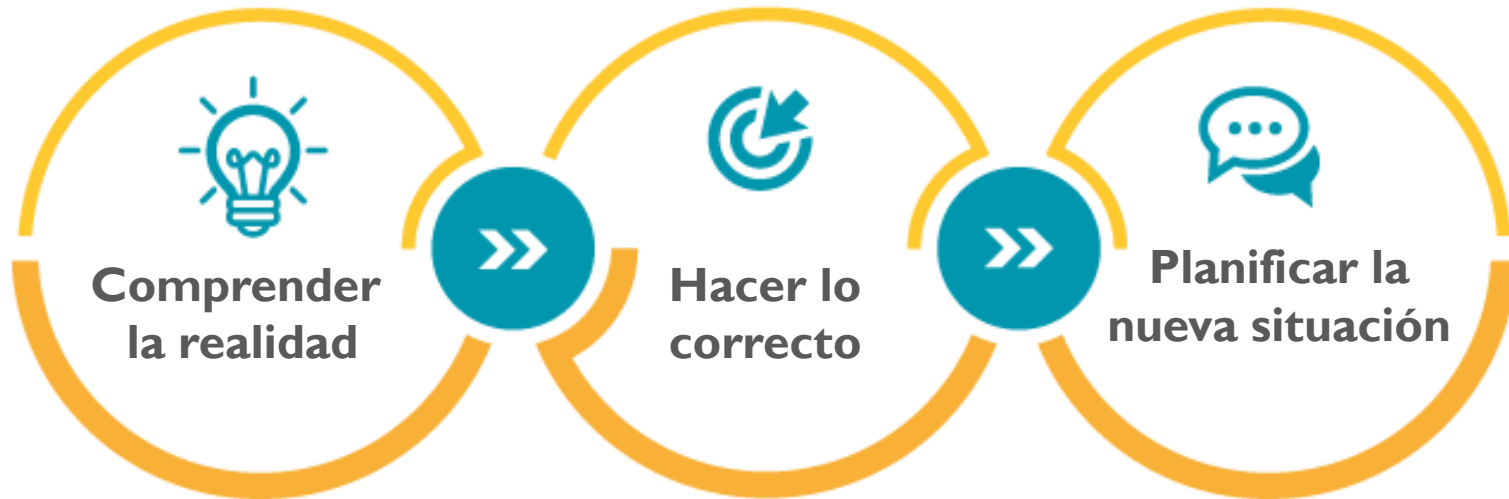 Comprender
la realidad
Hacer lo
correcto
Planificar la
nueva situación